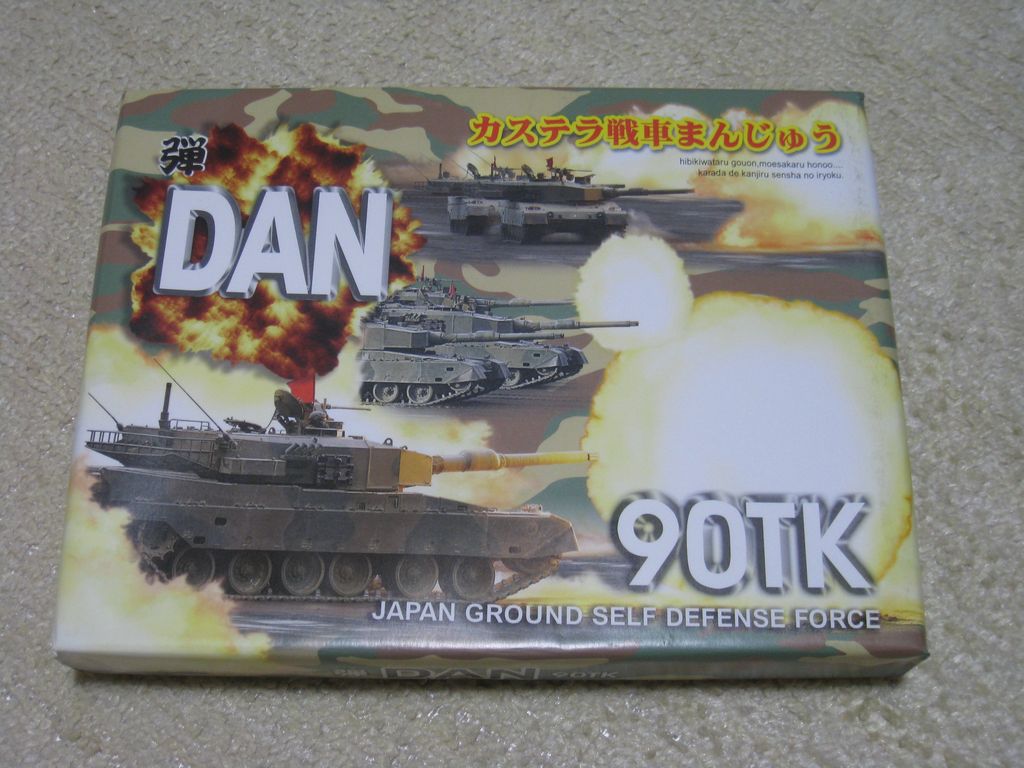 カステラ戦車まんじゅう
hibikiwataru gouon,moesakaru honoo....
karada de kanjiru sensha no iryoku.
弾
DAN
90TK
JAPAN GROUND SELF DEFENSE FORCE
弾 DAN 90TK